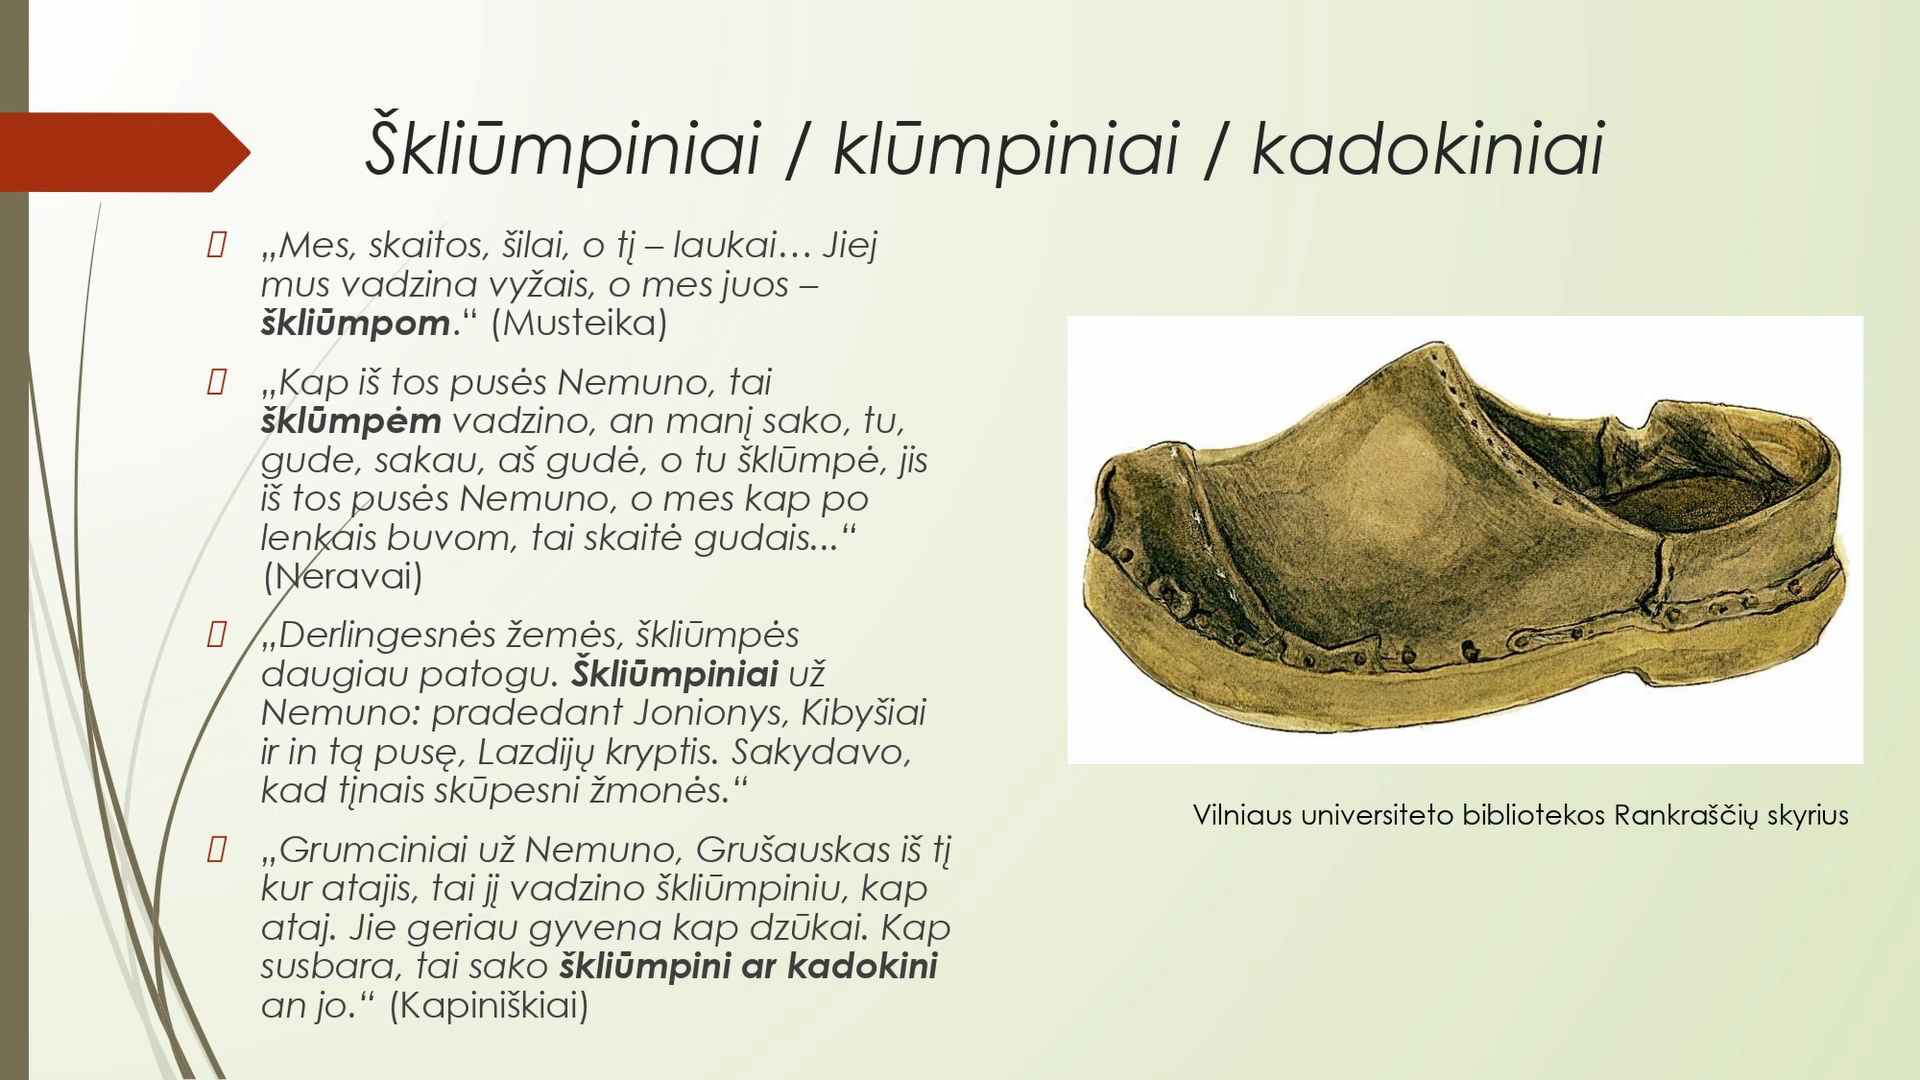 Škliūmpiniai / klūmpiniai / kadokiniai
„Mes, skaitos, šilai, o tį – laukai… Jiej
mus vadzina vyžais, o mes juos –
škliūmpom.“ (Musteika)
„Kap iš tos pusės Nemuno, tai
šklūmpėm vadzino, an manį sako, tu,
gude, sakau, aš gudė, o tu šklūmpė, jis
iš tos pusės Nemuno, o mes kap po
lenkais buvom, tai skaitė gudais...“
(Neravai)
„Derlingesnės žemės, škliūmpės
daugiau patogu. Škliūmpiniai už
Nemuno: pradedant Jonionys, Kibyšiai
ir in tą pusę, Lazdijų kryptis. Sakydavo,
kad tįnais skūpesni žmonės.“
„Grumciniai už Nemuno, Grušauskas iš tį
kur atajis, tai jį vadzino škliūmpiniu, kap
ataj. Jie geriau gyvena kap dzūkai. Kap
susbara, tai sako škliūmpini ar kadokini
an jo.“ (Kapiniškiai)
Vilniaus universiteto bibliotekos Rankraščių skyrius